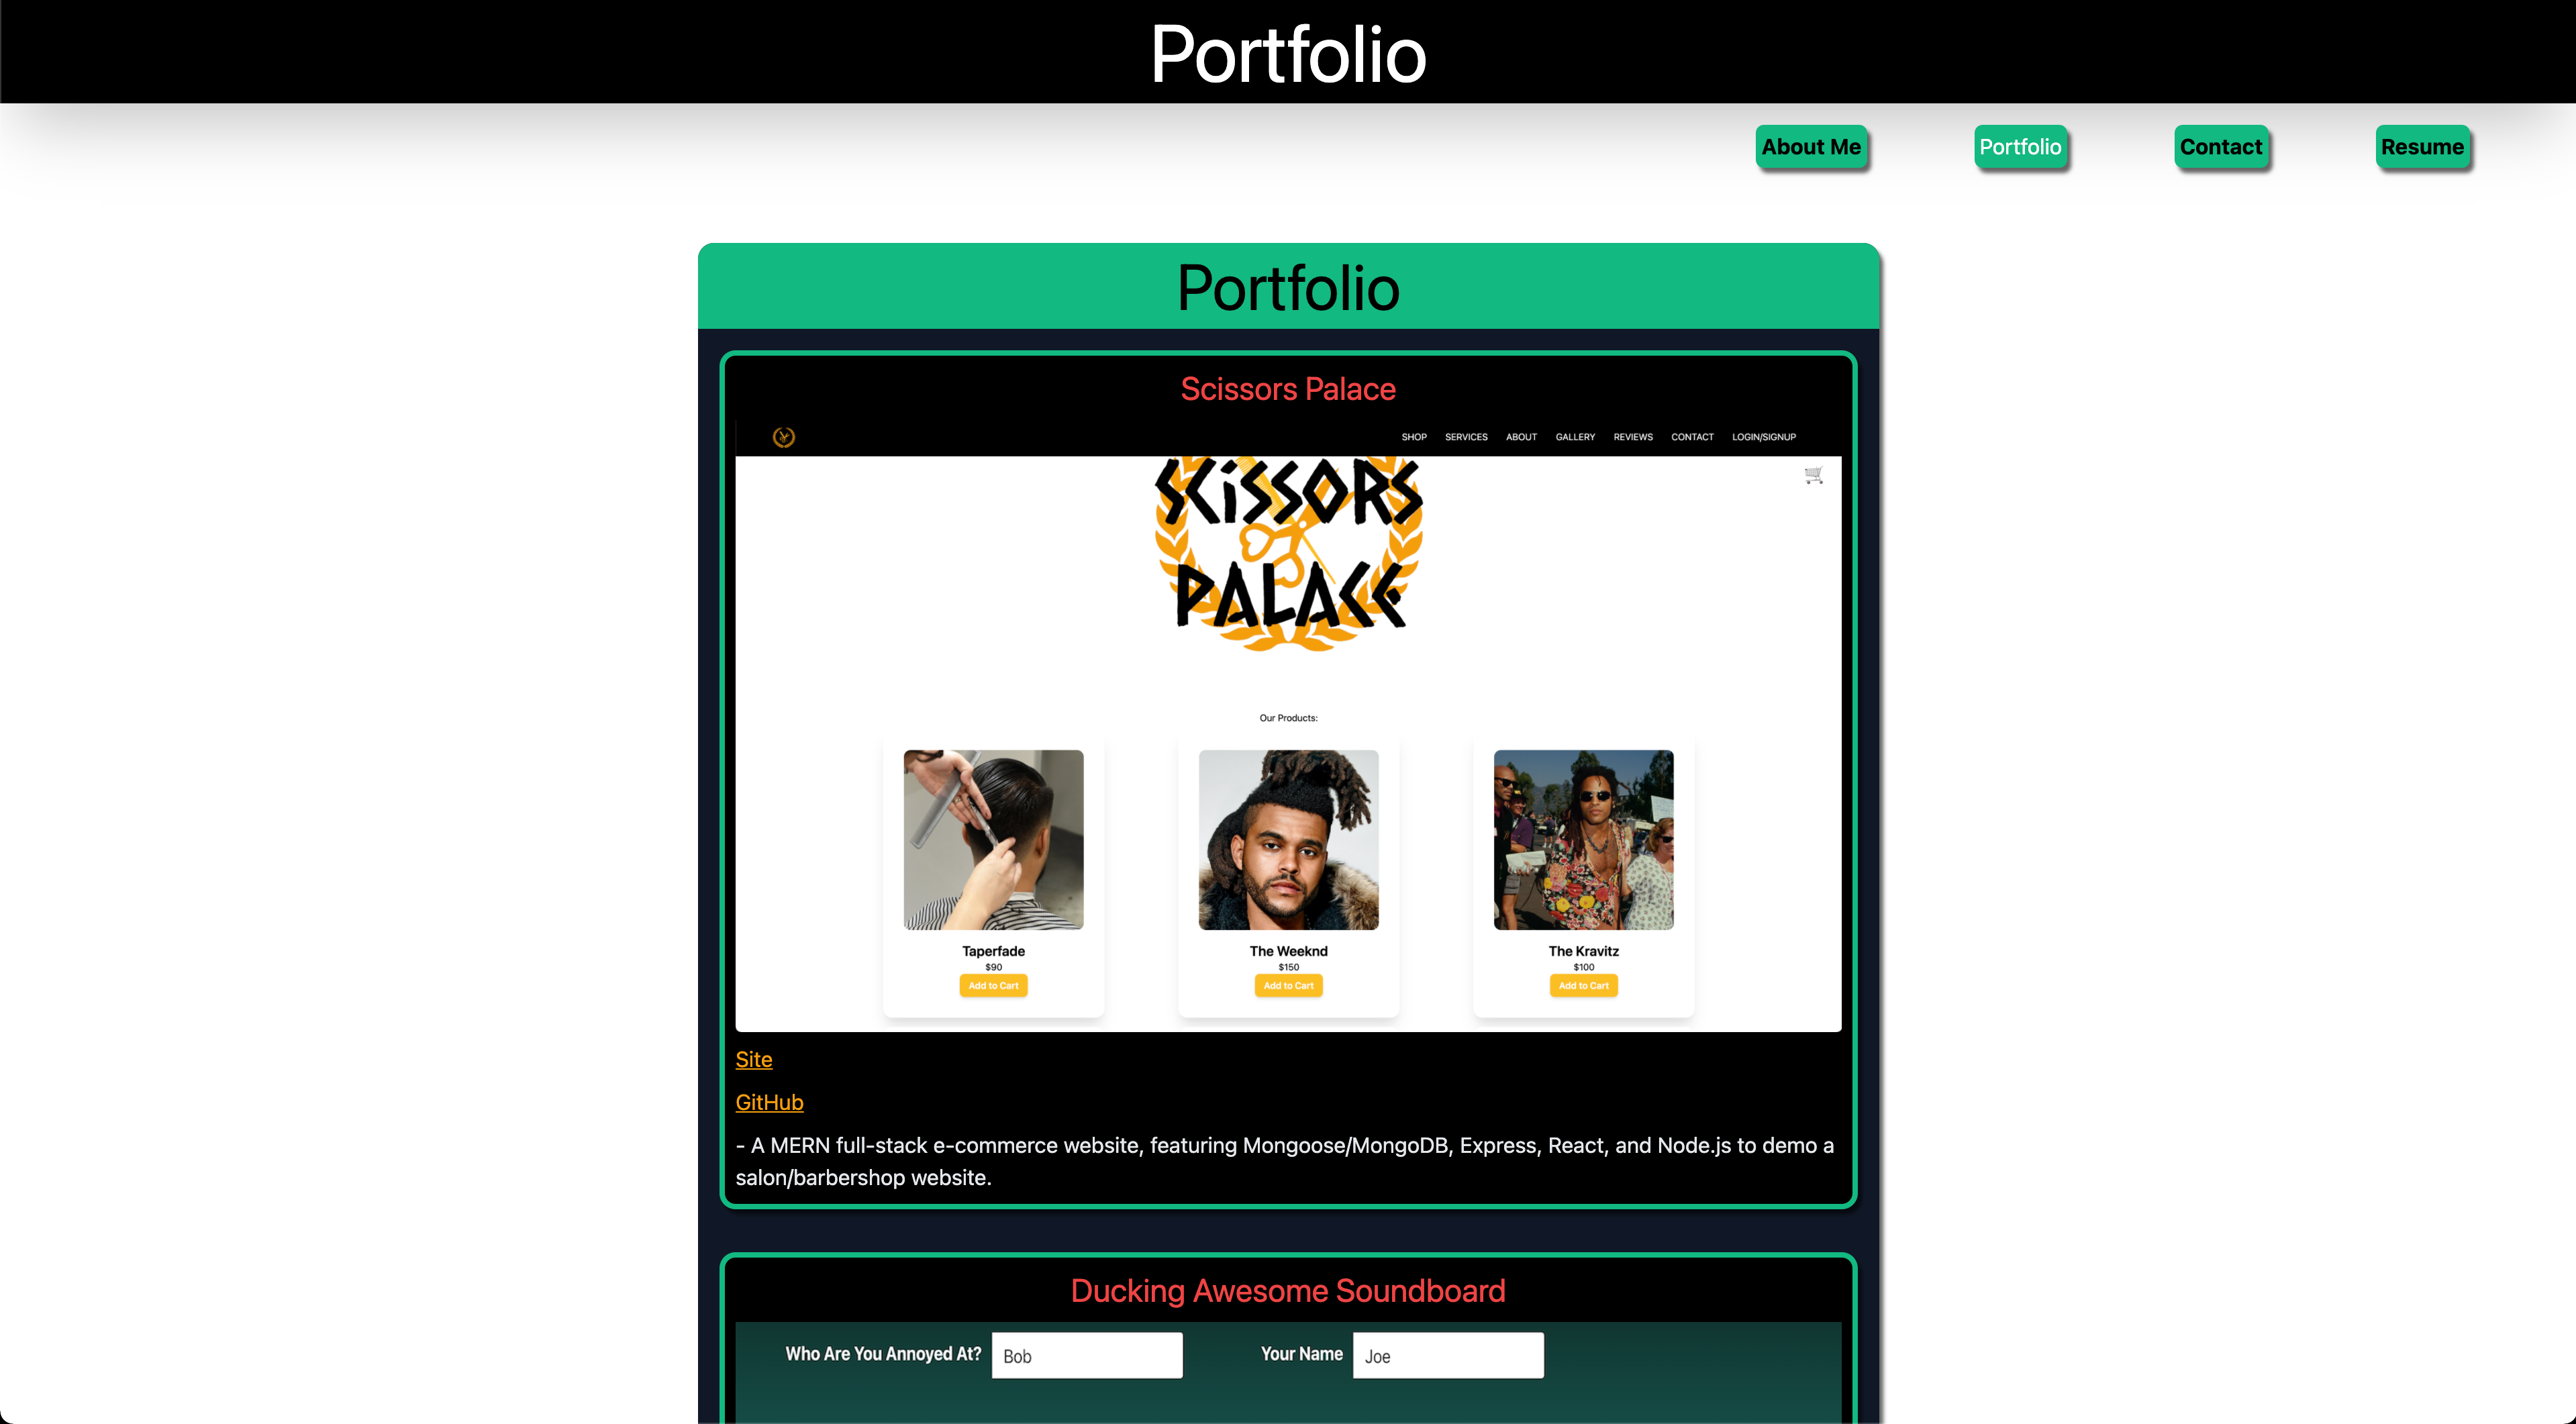 Portfolio
About Me Portfolio Contact Resume
Portfolio
Scissors Palace
SHOP SERVICES ABOUT GALLERY REVIEWS CONTACT LOGIN/SIGNUP
SCISSORS
PALACE
Our Products:
Taperfade The Weeknd The Kravitz
$90 $150 $100
Add to Cart Add to Cart Add to Cart
Site
GitHub
- A MERN full-stack e-commerce website, featuring Mongoose/MongoDB, Express, React, and Node.js to demo a
salon/barbershop website.
Ducking Awesome Soundboard
Who Are You Annoyed At? Bob Your Name Joe